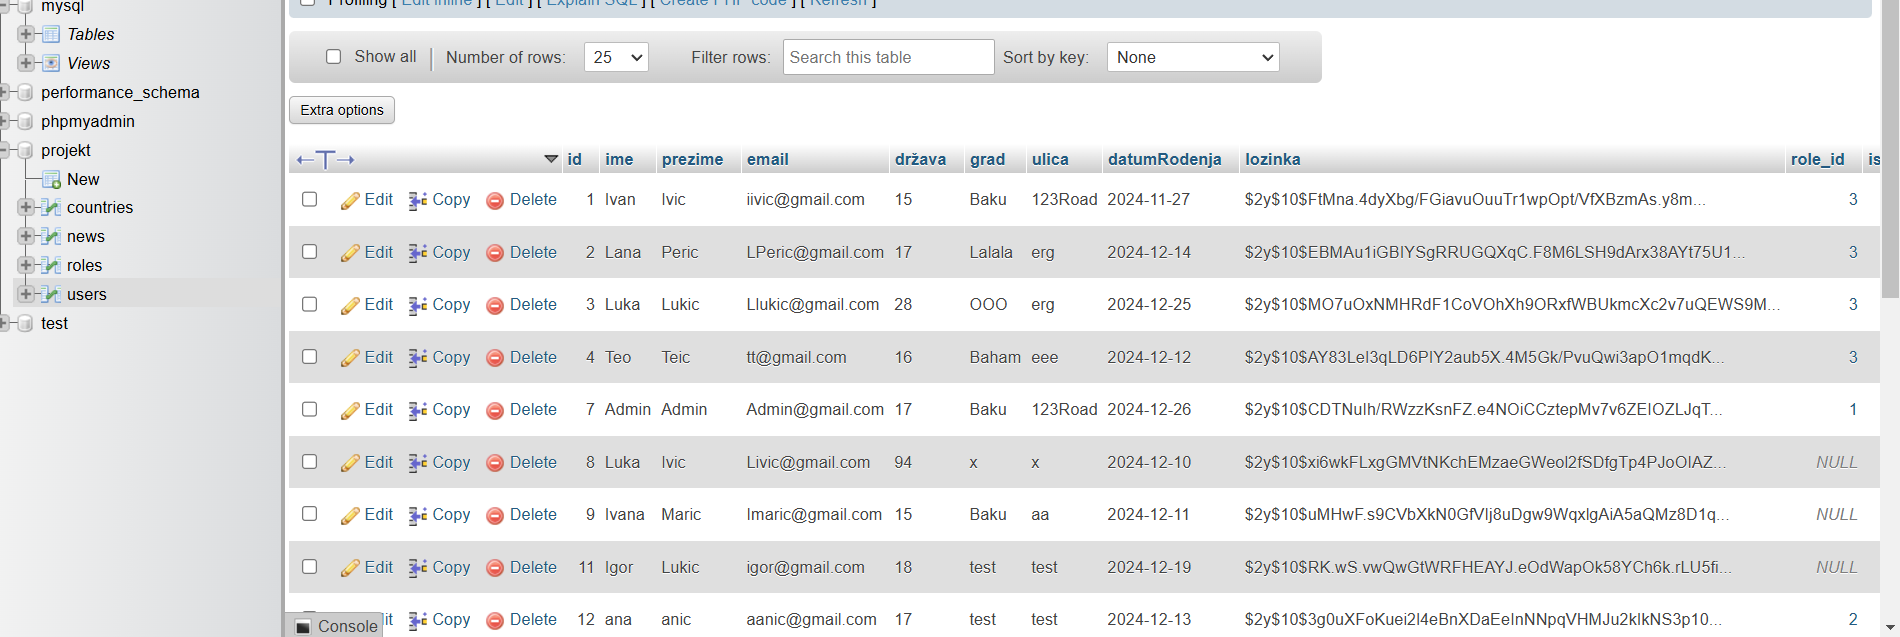 mysql
Tables
Views
performance_schema
phpmyadmin
projekt
New
countries
news
roles
users
test
Profiling [ Edit inline ] [ Edit ] [ Explain SQL ] [ Create PHP code ] [ Refresh ]
Show all Number of rows: 25 Filter rows: Search this table Sort by key: None
Extra options
←T→ id ime prezime email država grad ulica datumRodenja lozinka role_id is
Edit Copy Delete 1 Ivan Ivic iivic@gmail.com 15 Baku 123Road 2024-11-27 $2y$10$FtMna.4dyXbg/FGiavuOuuTr1wpOpt/VfXBzmAs.y8m... 3
Edit Copy Delete 2 Lana Peric LPeric@gmail.com 17 Lalala erg 2024-12-14 $2y$10$EBMAu1iGBIYSgRRUGQXqC.F8M6LSH9dArx38AYt75U1... 3
Edit Copy Delete 3 Luka Lukic Llukic@gmail.com 28 OOO erg 2024-12-25 $2y$10$MO7uOxNMHRdF1CoVOhXh9ORxfWBUkmcXc2v7uQEWS9M... 3
Edit Copy Delete 4 Teo Teic tt@gmail.com 16 Baham eee 2024-12-12 $2y$10$AY83LeI3qLD6PIY2aub5X.4M5Gk/PvuQwi3apO1mqdK... 3
Edit Copy Delete 7 Admin Admin Admin@gmail.com 17 Baku 123Road 2024-12-26 $2y$10$CDTNulh/RWzzKsnFZ.e4NOiCCztepMv7v6ZEIOZLJqT... 1
Edit Copy Delete 8 Luka Ivic Livic@gmail.com 94 x x 2024-12-10 $2y$10$xi6wkFLxgGMVtNKchEMzaeGWeol2fSDfgTp4PJoOlAZ... NULL
Edit Copy Delete 9 Ivana Maric Imaric@gmail.com 15 Baku aa 2024-12-11 $2y$10$uMHwF.s9CVbXkN0GfVlj8uDgw9WqxlgAiA5aQMz8D1q... NULL
Edit Copy Delete 11 Igor Lukic igor@gmail.com 18 test test 2024-12-19 $2y$10$RK.wS.vwQwGtWRFHEAYJ.eOdWapOk58YCh6k.rLU5fi... NULL
it Copy Delete 12 ana anic aanic@gmail.com 17 test test 2024-12-13 $2y$10$3g0uXFoKuei2l4eBnXDaEeInNNpqVHMJu2kIkNS3p10... 2
Console